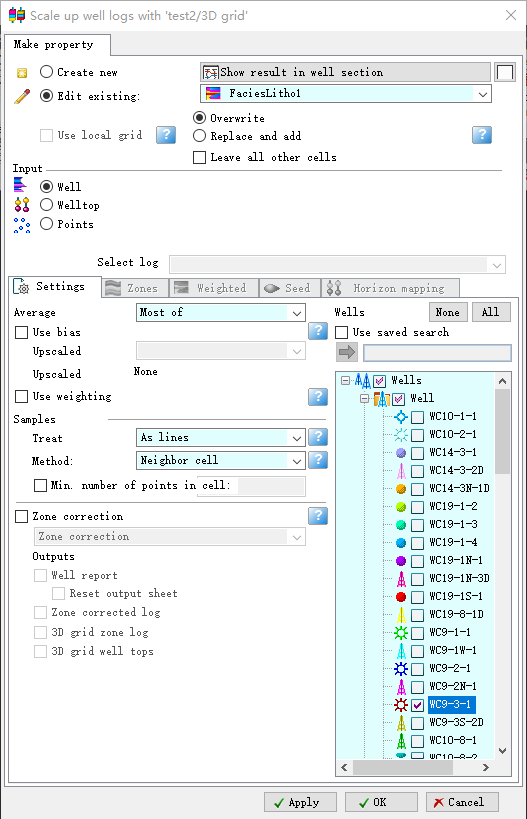 Scale up well logs with 'test2/3D grid'
Make property
Create new
Show result in well section
Edit existing:
FaciesLitho1
Overwrite
Use local grid
?
Replace and add
?
Leave all other cells
Input
Well
Welltop
Points
Select log
Settings
Zones
Weighted
Seed
Horizon mapping
Average
Most of
Wells
None
All
Use bias
?
Use saved search
Upscaled
Upscaled
None
Use weighting
?
Wells
Well
Samples
WC10-1-1
Treat
As lines
?
WC10-2-1
Method:
Neighbor cell
?
WC14-3-1
WC14-3-2D
Min. number of points in cell:
WC14-3N-1D
WC19-1-2
Zone correction
?
WC19-1-3
Zone correction
WC19-1-4
Outputs
WC19-1N-1
Well report
WC19-1N-3D
Reset output sheet
WC19-1S-1
Zone corrected log
WC19-8-1D
3D grid zone log
WC9-1-1
3D grid well tops
WC9-1W-1
WC9-2-1
WC9-2N-1
WC9-3-1
WC9-3S-2D
WC10-8-1
Apply
OK
Cancel